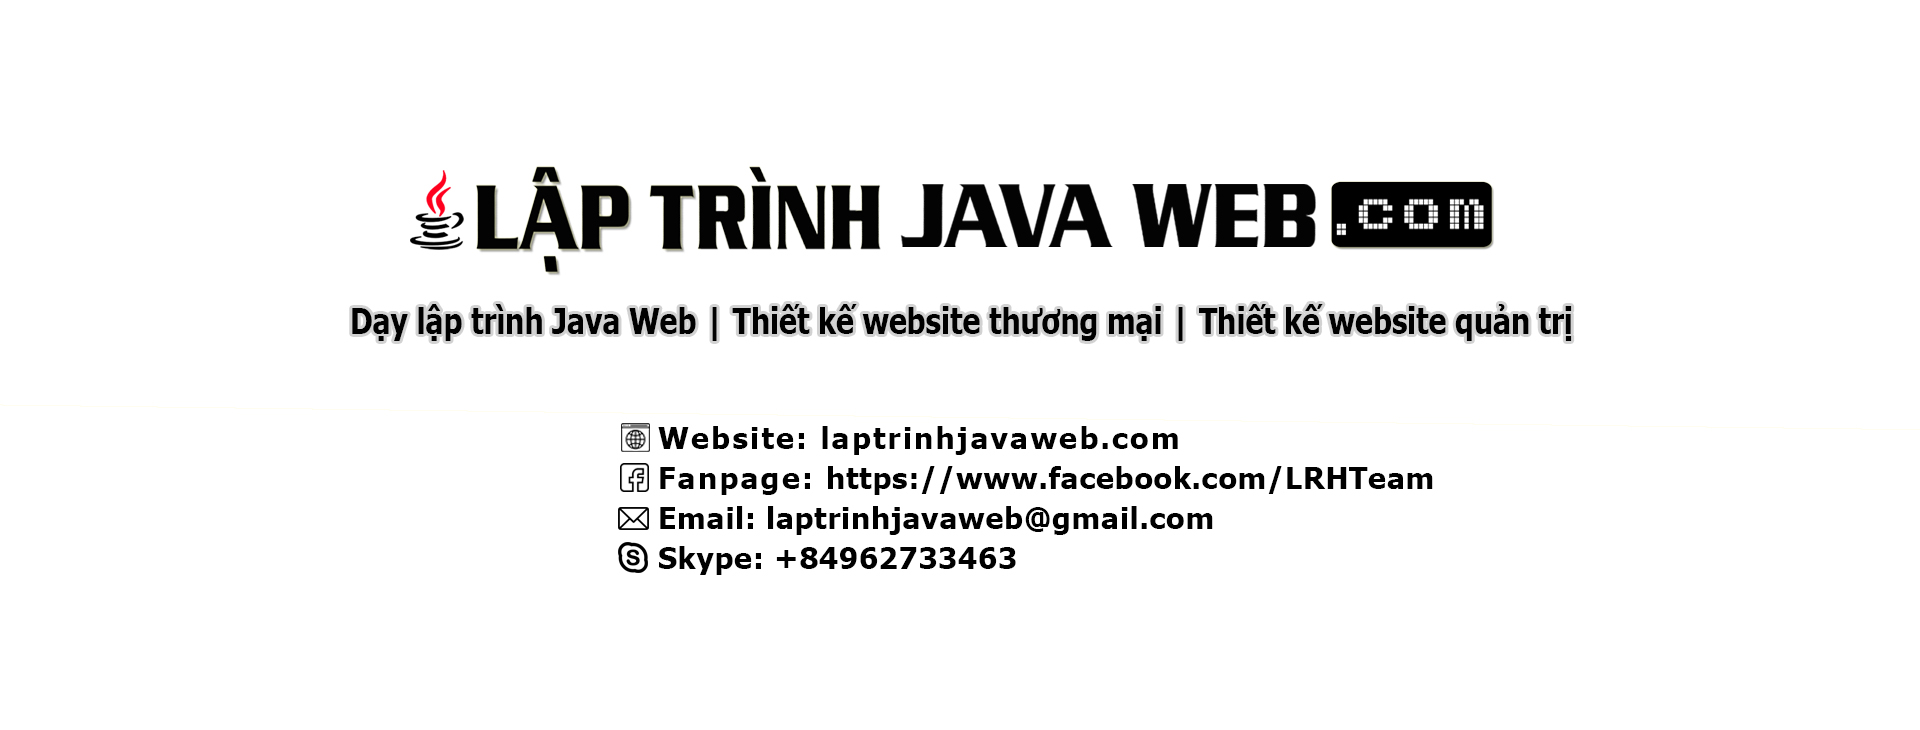 LẬP TRÌNH JAVA WEB .com
Dạy lập trình Java Web | Thiết kế website thương mại | Thiết kế website quản trị
Website: laptrinhjavaweb.com
Fanpage: https://www.facebook.com/LRHTeam
Email: laptrinhjavaweb@gmail.com
Skype: +84962733463